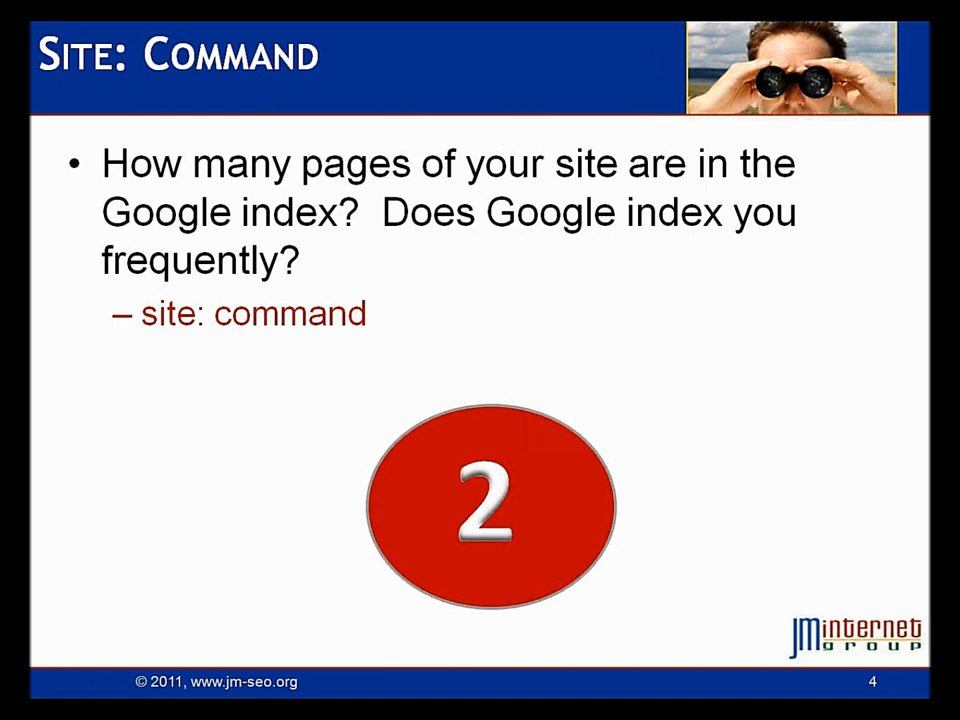 SITE: COMMAND
• How many pages of your site are in the
Google index?  Does Google index you
frequently?
– site: command
2
JMinternet
group
© 2011, www.jm-seo.org
4